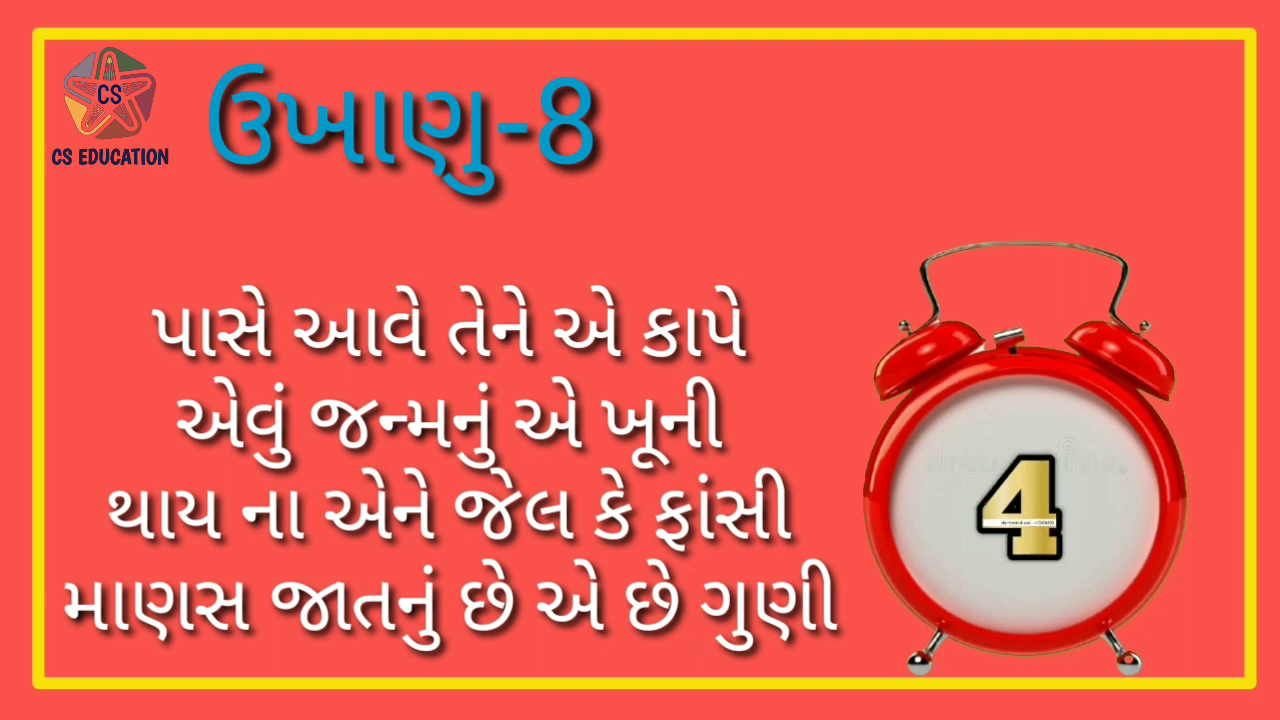 CS
CS EDUCATION
ઉખાણુ-8
પાસે આવે તેને એ કાપે
એવું જન્મનું એ ખૂની
થાય ના એને જેલ કે ફાંસી
માણસ જાતનું છે એ છે ગુણી
4